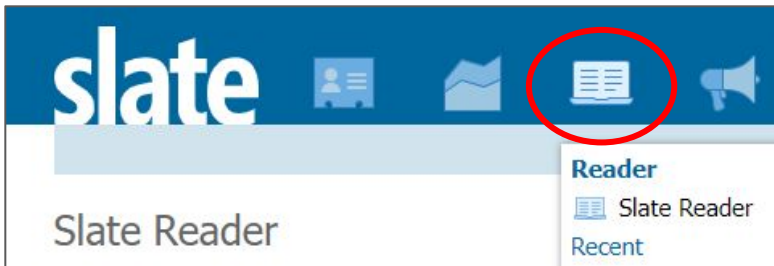 slate
Reader
Slate Reader
Recent
Slate Reader